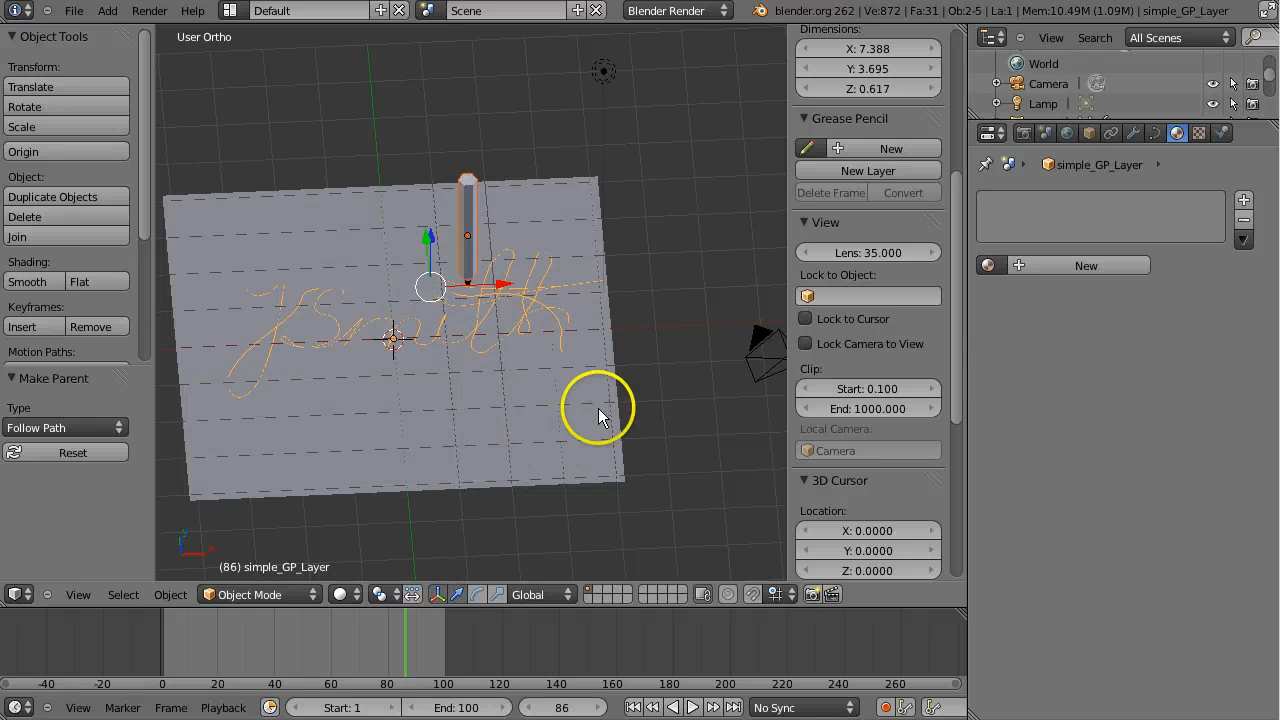 File Add Render Help Default Scene Blender Render blender.org 262 | Ve:872 | Fa:31 | Ob:2-5 | La:1 | Mem:10.49M (1.09M) | simple_GP_Layer
Object Tools
Transform:
Translate
Rotate
Scale
Origin
Object:
Duplicate Objects
Delete
Join
Shading:
Smooth Flat
Keyframes:
Insert Remove
Motion Paths:
Make Parent
Type
Follow Path
Reset
User Ortho
JSmith
y
x
(86) simple_GP_Layer
Dimensions:
X: 7.388
Y: 3.695
Z: 0.617
Grease Pencil
New
New Layer
Delete Frame Convert
View
Lens: 35.000
Lock to Object:
Lock to Cursor
Lock Camera to View
Clip:
Start: 0.100
End: 1000.000
Local Camera:
Camera
3D Cursor
Location:
X: 0.0000
Y: 0.0000
Z: 0.0000
View Search All Scenes
World
Camera
Lamp
simple_GP_Layer
New
View Select Object Object Mode Global
-40 -20 0 20 40 60 80 100 120 140 160 180 200 220 240 260
View Marker Frame Playback Start: 1 End: 100 86 No Sync